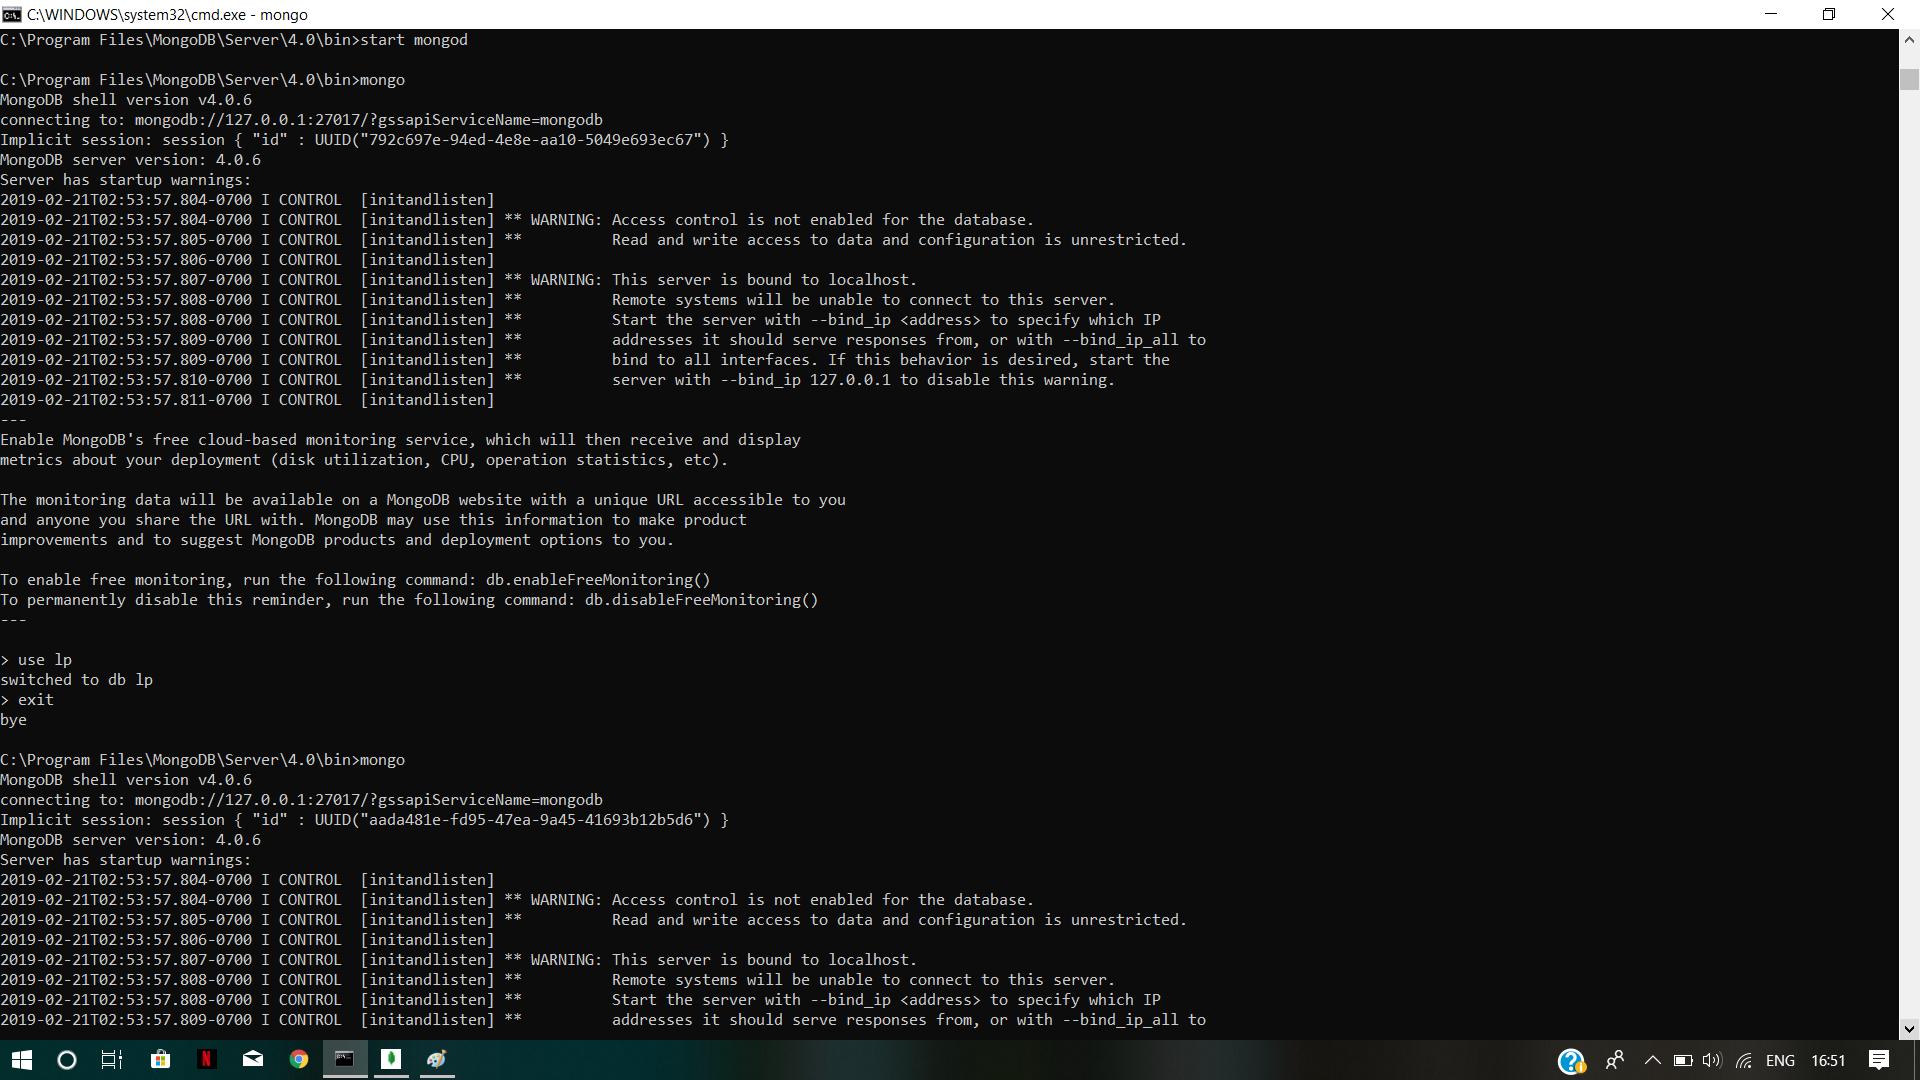 C:\WINDOWS\system32\cmd.exe - mongo
C:\Program Files\MongoDB\Server\4.0\bin>start mongod
C:\Program Files\MongoDB\Server\4.0\bin>mongo
MongoDB shell version v4.0.6
connecting to: mongodb://127.0.0.1:27017/?gssapiServiceName=mongodb
Implicit session: session { "id" : UUID("792c697e-94ed-4e8e-aa10-5049e693ec67") }
MongoDB server version: 4.0.6
Server has startup warnings:
2019-02-21T02:53:57.804-0700 I CONTROL  [initandlisten]
2019-02-21T02:53:57.804-0700 I CONTROL  [initandlisten] ** WARNING: Access control is not enabled for the database.
2019-02-21T02:53:57.805-0700 I CONTROL  [initandlisten] **          Read and write access to data and configuration is unrestricted.
2019-02-21T02:53:57.806-0700 I CONTROL  [initandlisten]
2019-02-21T02:53:57.807-0700 I CONTROL  [initandlisten] ** WARNING: This server is bound to localhost.
2019-02-21T02:53:57.808-0700 I CONTROL  [initandlisten] **          Remote systems will be unable to connect to this server.
2019-02-21T02:53:57.808-0700 I CONTROL  [initandlisten] **          Start the server with --bind_ip <address> to specify which IP
2019-02-21T02:53:57.809-0700 I CONTROL  [initandlisten] **          addresses it should serve responses from, or with --bind_ip_all to
2019-02-21T02:53:57.809-0700 I CONTROL  [initandlisten] **          bind to all interfaces. If this behavior is desired, start the
2019-02-21T02:53:57.810-0700 I CONTROL  [initandlisten] **          server with --bind_ip 127.0.0.1 to disable this warning.
2019-02-21T02:53:57.811-0700 I CONTROL  [initandlisten]
---
Enable MongoDB's free cloud-based monitoring service, which will then receive and display
metrics about your deployment (disk utilization, CPU, operation statistics, etc).
The monitoring data will be available on a MongoDB website with a unique URL accessible to you
and anyone you share the URL with. MongoDB may use this information to make product
improvements and to suggest MongoDB products and deployment options to you.
To enable free monitoring, run the following command: db.enableFreeMonitoring()
To permanently disable this reminder, run the following command: db.disableFreeMonitoring()
---
> use lp
switched to db lp
> exit
bye
C:\Program Files\MongoDB\Server\4.0\bin>mongo
MongoDB shell version v4.0.6
connecting to: mongodb://127.0.0.1:27017/?gssapiServiceName=mongodb
Implicit session: session { "id" : UUID("aada481e-fd95-47ea-9a45-41693b12b5d6") }
MongoDB server version: 4.0.6
Server has startup warnings:
2019-02-21T02:53:57.804-0700 I CONTROL  [initandlisten]
2019-02-21T02:53:57.804-0700 I CONTROL  [initandlisten] ** WARNING: Access control is not enabled for the database.
2019-02-21T02:53:57.805-0700 I CONTROL  [initandlisten] **          Read and write access to data and configuration is unrestricted.
2019-02-21T02:53:57.806-0700 I CONTROL  [initandlisten]
2019-02-21T02:53:57.807-0700 I CONTROL  [initandlisten] ** WARNING: This server is bound to localhost.
2019-02-21T02:53:57.808-0700 I CONTROL  [initandlisten] **          Remote systems will be unable to connect to this server.
2019-02-21T02:53:57.808-0700 I CONTROL  [initandlisten] **          Start the server with --bind_ip <address> to specify which IP
2019-02-21T02:53:57.809-0700 I CONTROL  [initandlisten] **          addresses it should serve responses from, or with --bind_ip_all to
ENG 16:51